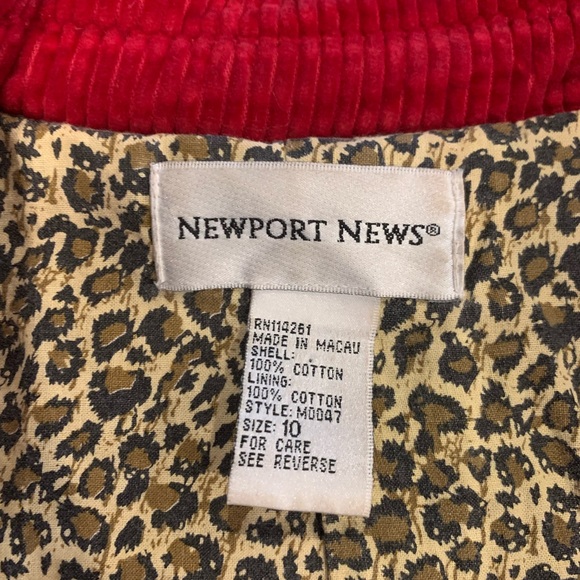 NEWPORT NEWS®
RN114261
MADE IN MACAU
SHELL:
100% COTTON
LINING:
100% COTTON
STYLE: M0047
SIZE: 10
FOR CARE
SEE REVERSE